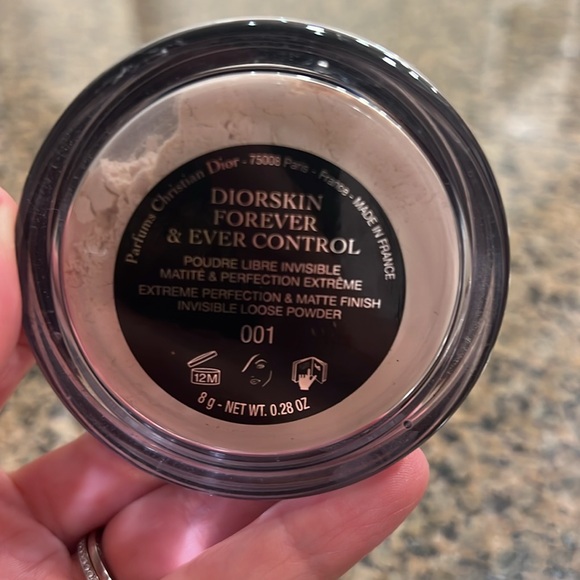 Parfums Christian Dior - 75008 Paris - France - MADE IN FRANCE
DIORSKIN
FOREVER
& EVER CONTROL
POUDRE LIBRE INVISIBLE
MATITÉ & PERFECTION EXTRÊME
EXTREME PERFECTION & MATTE FINISH
INVISIBLE LOOSE POWDER
001
12M
8 g - NET WT. 0.28 OZ